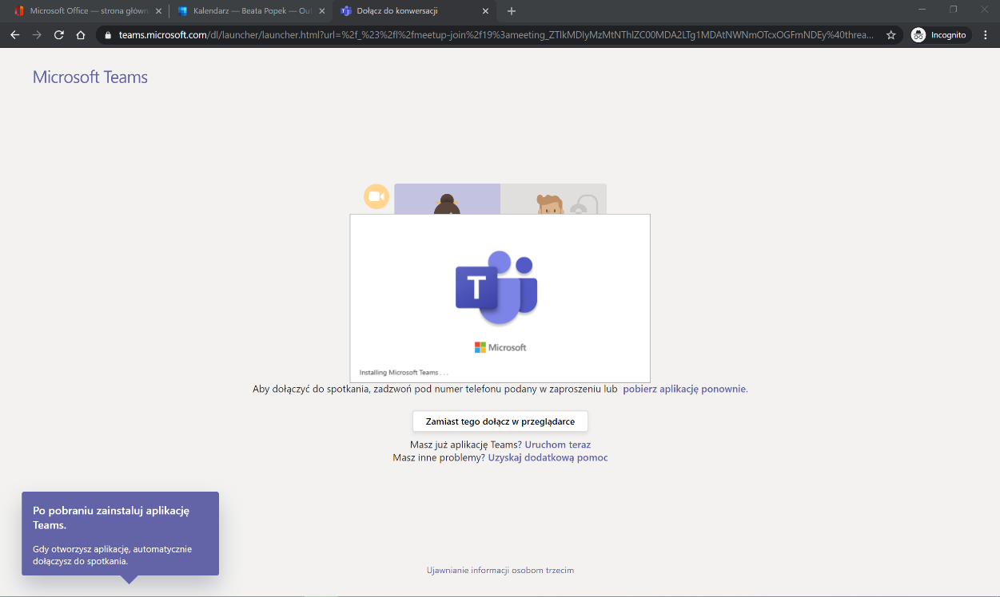 Microsoft Office — strona główn
Kalendarz — Beata Popek — Out
Dołącz do konwersacji
teams.microsoft.com/dl/launcher/launcher.html?url=%2f_%23%2fl%2fmeetup-join%2f19%3ameeting_ZTlkMDIyMzMtNThlZC00MDA2LTg1MDAtNWNmOTcxOGFmNDEy%40threa...
Incognito
Microsoft Teams
T
Microsoft
Installing Microsoft Teams . . .
Aby dołączyć do spotkania, zadzwoń pod numer telefonu podany w zaproszeniu lub pobierz aplikację ponownie.
Zamiast tego dołącz w przeglądarce
Masz już aplikację Teams? Uruchom teraz
Masz inne problemy? Uzyskaj dodatkową pomoc
Po pobraniu zainstaluj aplikację
Teams.
Gdy otworzysz aplikację, automatycznie
dołączysz do spotkania.
Ujawnianie informacji osobom trzecim